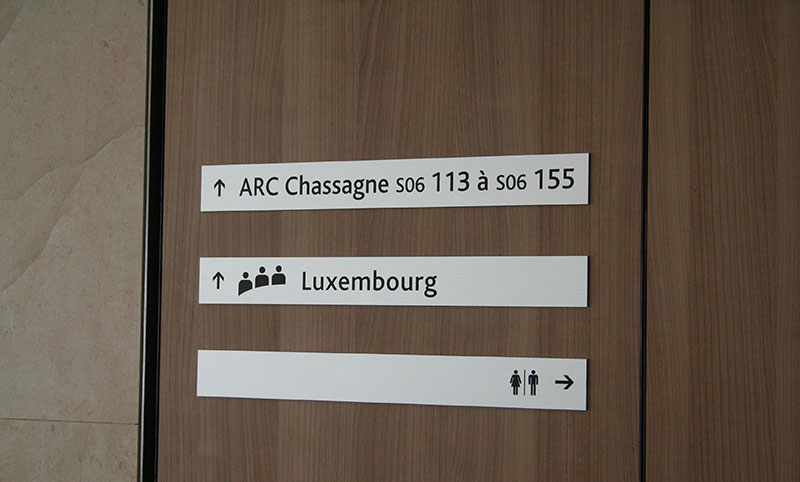 ↑ ARC Chassagne S06 113 à S06 155
↑ Luxembourg
→